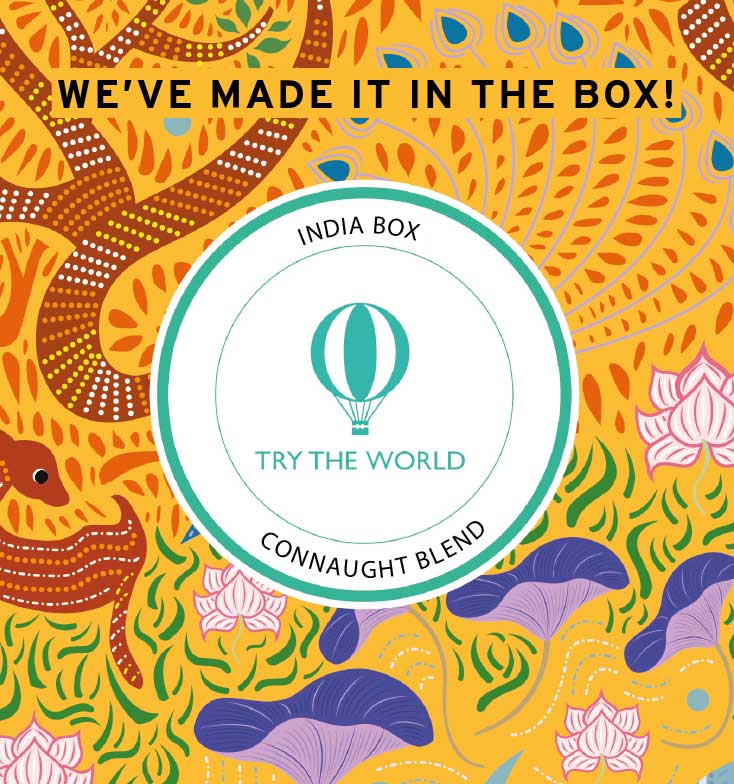 WE'VE MADE IT IN THE BOX!
INDIA BOX
TRY THE WORLD
CONNAUGHT BLEND